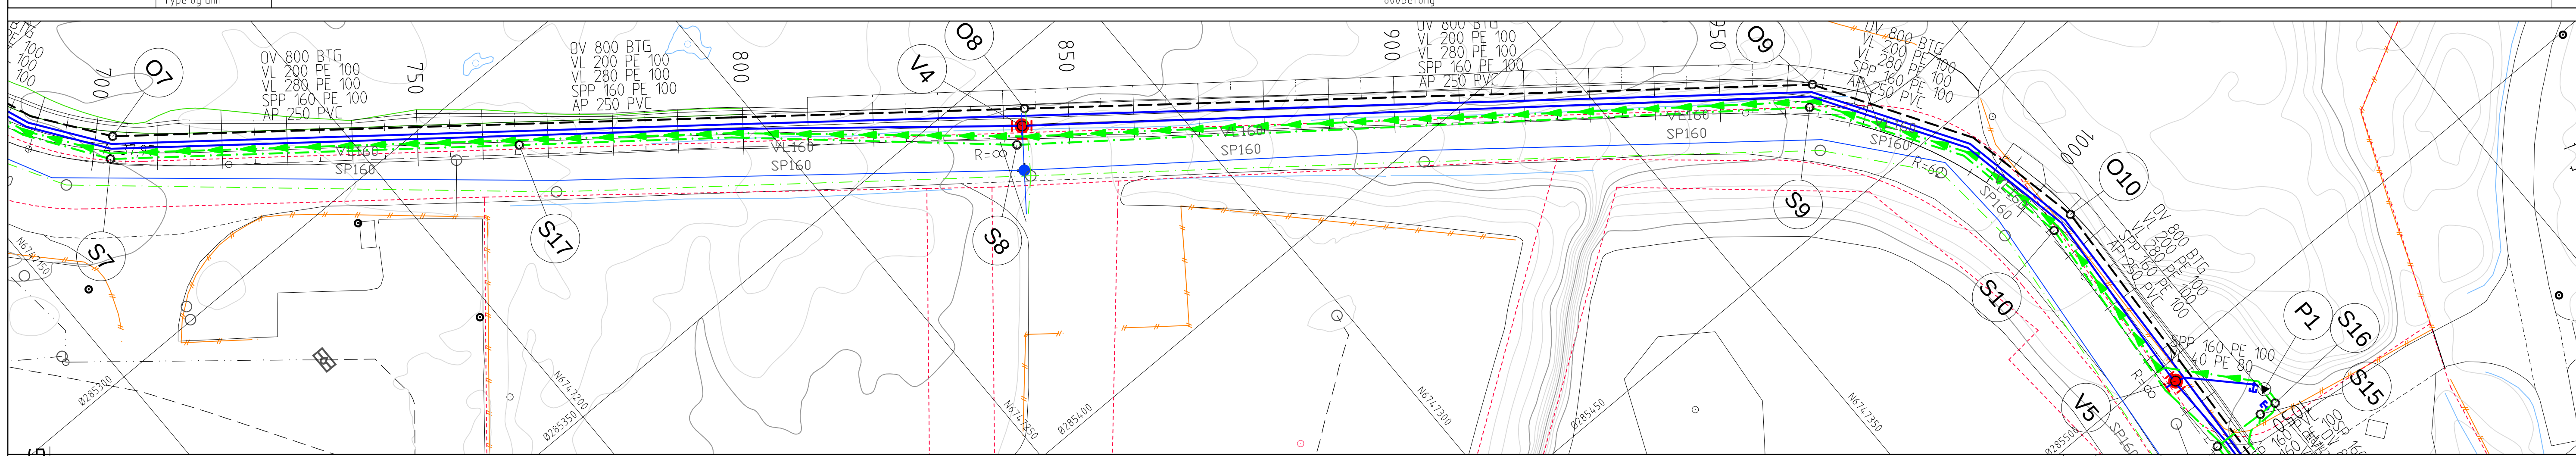 Type og dim
OV 800 BTG
VL 200 PE 100
VL 280 PE 100
SPP 160 PE 100
AP 250 PVC
OV 800 BTG
VL 200 PE 100
VL 280 PE 100
SPP 160 PE 100
AP 250 PVC
OV 800 BTG
VL 200 PE 100
VL 280 PE 100
SPP 160 PE 100
AP 250 PVC
OV 800 BTG
VL 200 PE 100
VL 280 PE 100
SPP 160 PE 100
AP 250 PVC
700
750
800
850
900
950
1000
O7
V4
O8
O9
O10
VL160
SP160
VL160
SP160
VL160
SP160
VL160
SP160
SP160
SP160
R=∞
R=60
S7
S17
S8
S9
S10
OV 800 BTG
VL 200 PE 100
VL 280 PE 100
SPP 160 PE 100
AP 250 PVC
P1
S16
S15
V5
SPP 160 PE 100
40 PE 80
R=∞
SP160
N6747150
Ø285300
N6747200
Ø285350
N6747250
Ø285400
N6747300
Ø285450
N6747350
Ø285500